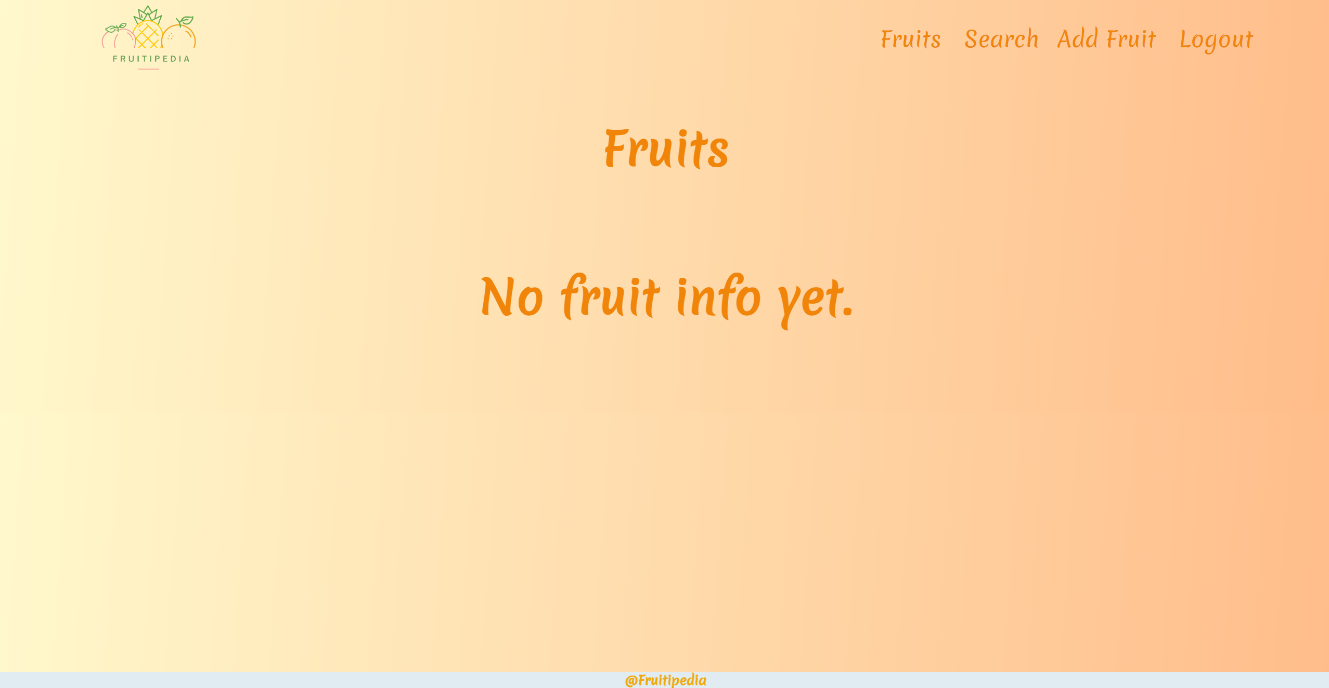 FRUITIPEDIA
Fruits Search Add Fruit Logout
Fruits
No fruit info yet.
@Fruitipedia